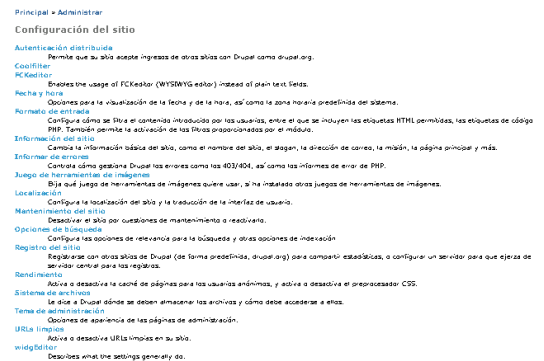 Principal » Administrar
Configuración del sitio
Autenticación distribuida
Permite que su sitio acepte ingresos de otros sitios con Drupal como drupal.org.
Coolfilter
FCKeditor
Enables the usage of FCKeditor (WYSIWYG editor) instead of plain text fields.
Fecha y hora
Opciones para la visualización de la fecha y de la hora, así como la zona horaria predefinida del sistema.
Formato de entrada
Configura cómo se filtra el contenido introducido por los usuarios, entre el que se incluyen las etiquetas HTML permitidas, las etiquetas de código
PHP. También permite la activación de los filtros proporcionados por el módulo.
Información del sitio
Cambia la información básica del sitio, como el nombre del sitio, el slogan, la dirección de correo, la misión, la página principal y más.
Informar de errores
Controla cómo gestiona Drupal los errores como los 403/404, así como los informes de error de PHP.
Juego de herramientas de imágenes
Elija qué juego de herramientas de imágenes quiere usar, si ha instalado otros juegos de herramientas de imágenes.
Localización
Configura la localización del sitio y la traducción de la interfaz de usuario.
Mantenimiento del sitio
Desactivar el sitio por cuestiones de mantenimiento o reactivarlo.
Opciones de búsqueda
Configura las opciones de relevancia para la búsqueda y otras opciones de indexación
Registro del sitio
Registrarse con otros sitios de Drupal (de forma predefinida, drupal.org) para compartir estadísticas, o configurar un servidor para que ejerza de
servidor central para los registros.
Rendimiento
Activa o desactiva la caché de páginas para los usuarios anónimos, y activa o desactiva el preprocesador CSS.
Sistema de archivos
Le dice a Drupal dónde se deben almacenar los archivos y cómo debe accederse a ellos.
Tema de administración
Opciones de apariencia de las páginas de administración.
URLs limpios
Activa o desactiva URLs limpios en su sitio.
widgEditor
Describes what the settings generally do.